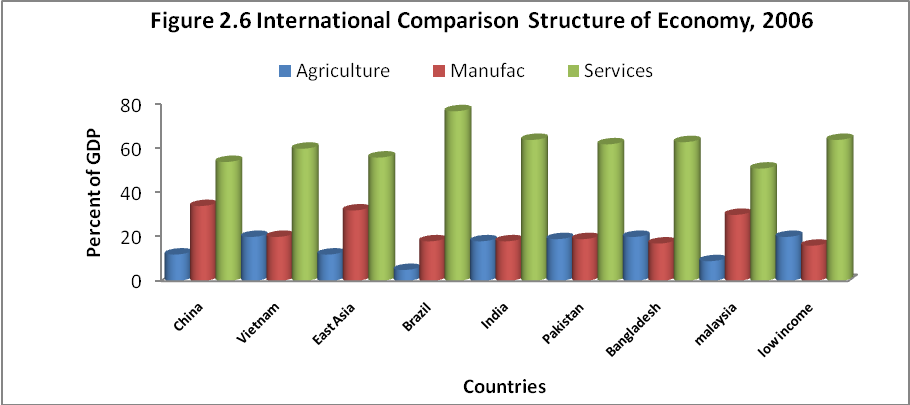 Figure 2.6 International Comparison Structure of Economy, 2006
Agriculture Manufac Services
Percent of GDP
80
60
40
20
0
China Vietnam East Asia Brazil India Pakistan Bangladesh malaysia low income
Countries